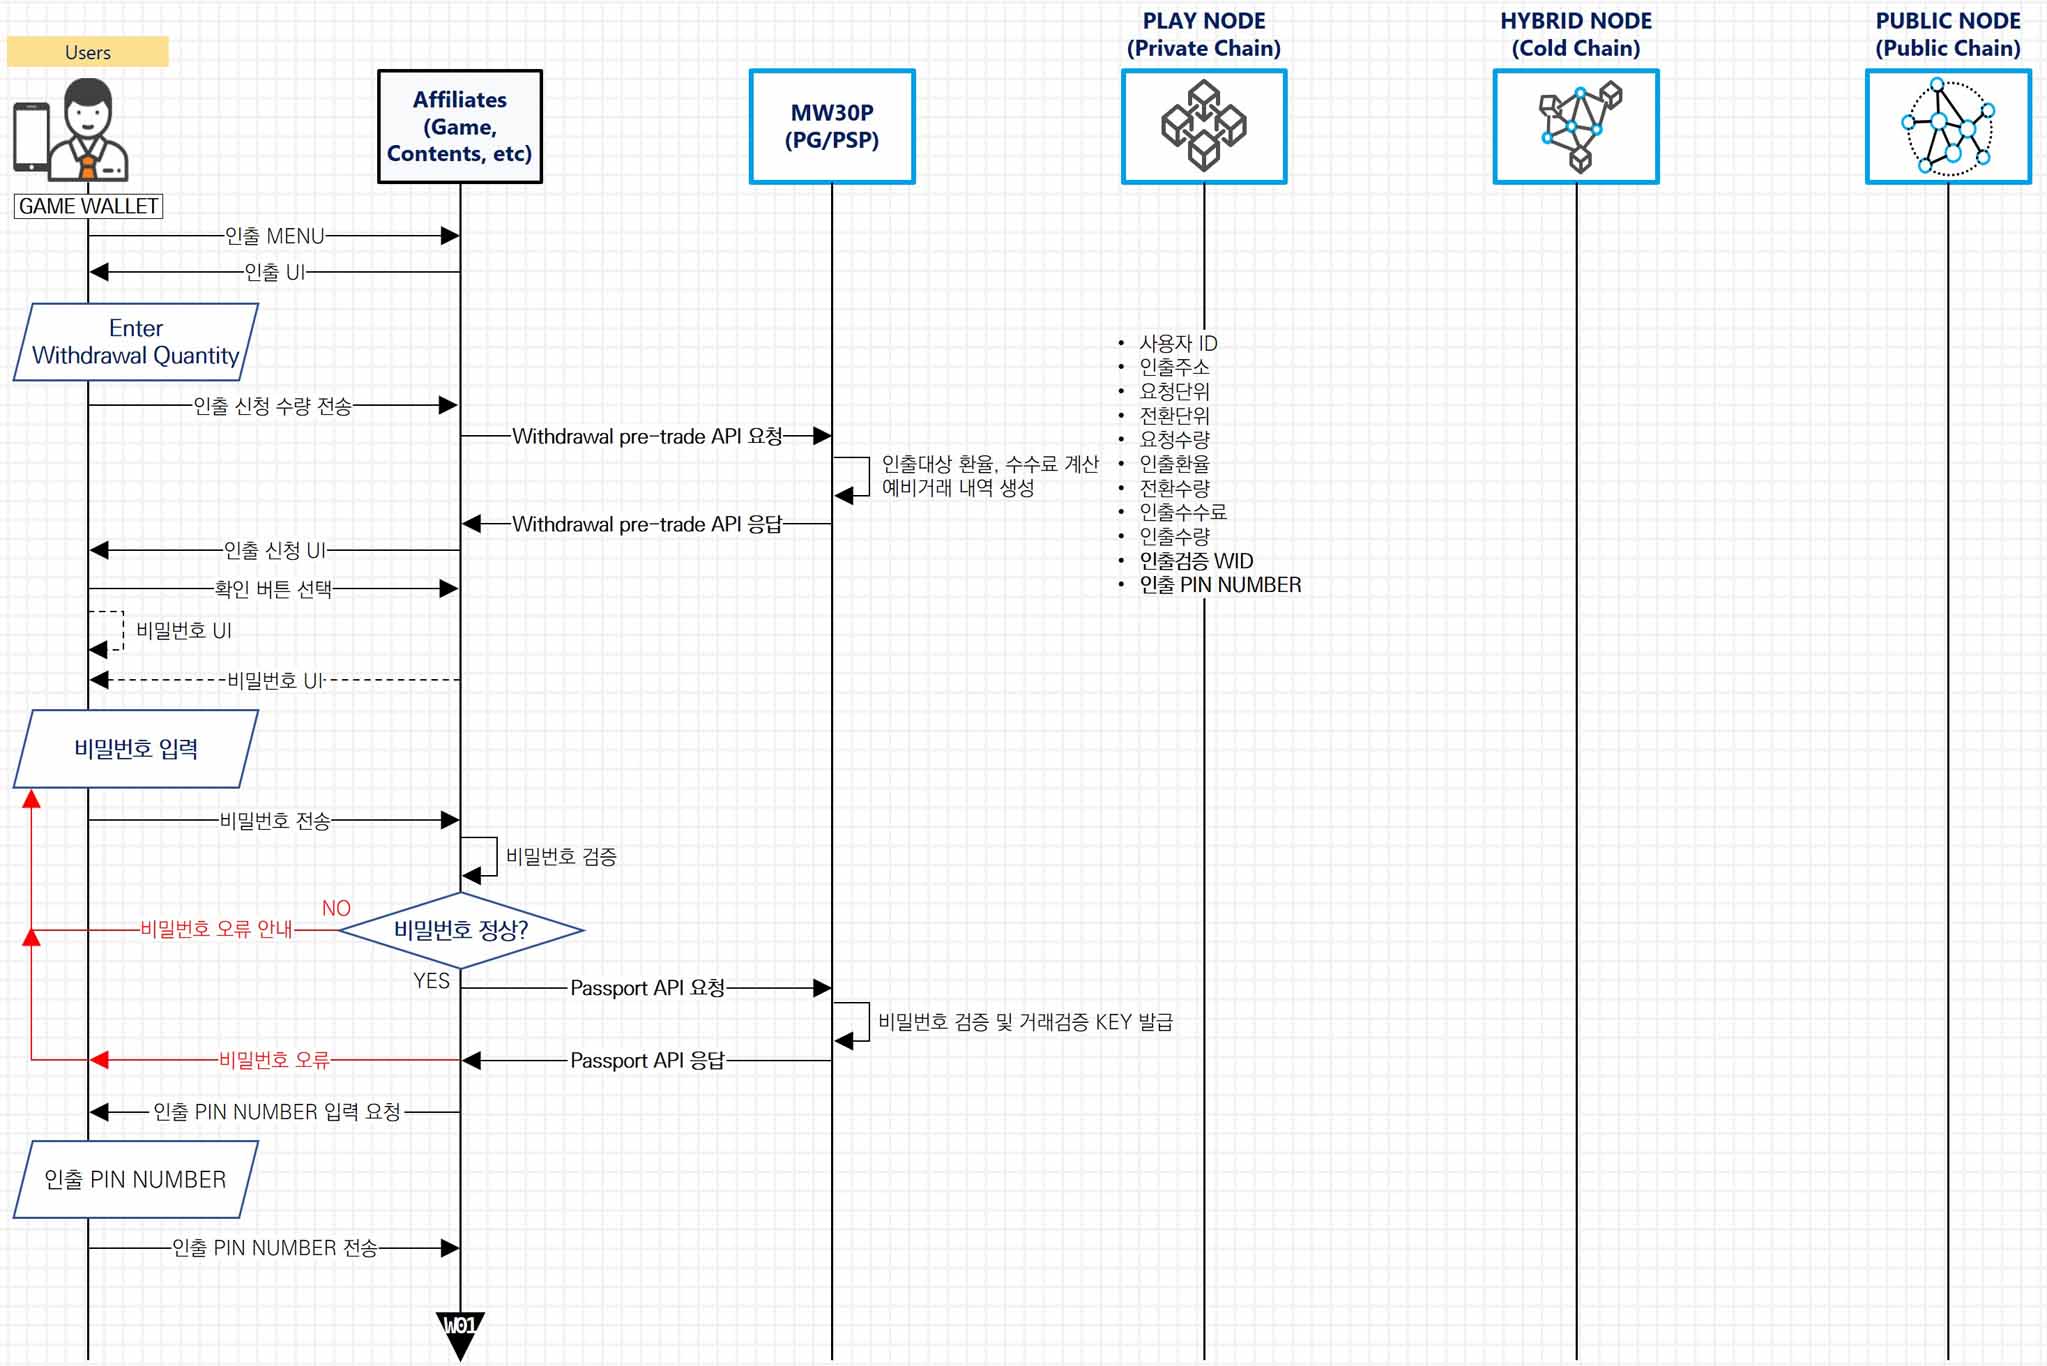 Users
GAME WALLET
Affiliates
(Game,
Contents, etc)
MW30P
(PG/PSP)
PLAY NODE
(Private Chain)
HYBRID NODE
(Cold Chain)
PUBLIC NODE
(Public Chain)
인출 MENU
인출 UI
Enter
Withdrawal Quantity
인출 신청 수량 전송
Withdrawal pre-trade API 요청
인출대상 환율, 수수료 계산
예비거래 내역 생성
• 사용자 ID
• 인출주소
• 요청단위
• 전환단위
• 요청수량
• 인출환율
• 전환수량
• 인출수수료
• 인출수량
• 인출검증 WID
• 인출 PIN NUMBER
Withdrawal pre-trade API 응답
인출 신청 UI
확인 버튼 선택
비밀번호 UI
비밀번호 UI
비밀번호 입력
비밀번호 전송
비밀번호 검증
NO
비밀번호 오류 안내
비밀번호 정상?
YES
Passport API 요청
비밀번호 검증 및 거래검증 KEY 발급
비밀번호 오류
Passport API 응답
인출 PIN NUMBER 입력 요청
인출 PIN NUMBER
인출 PIN NUMBER 전송
W01